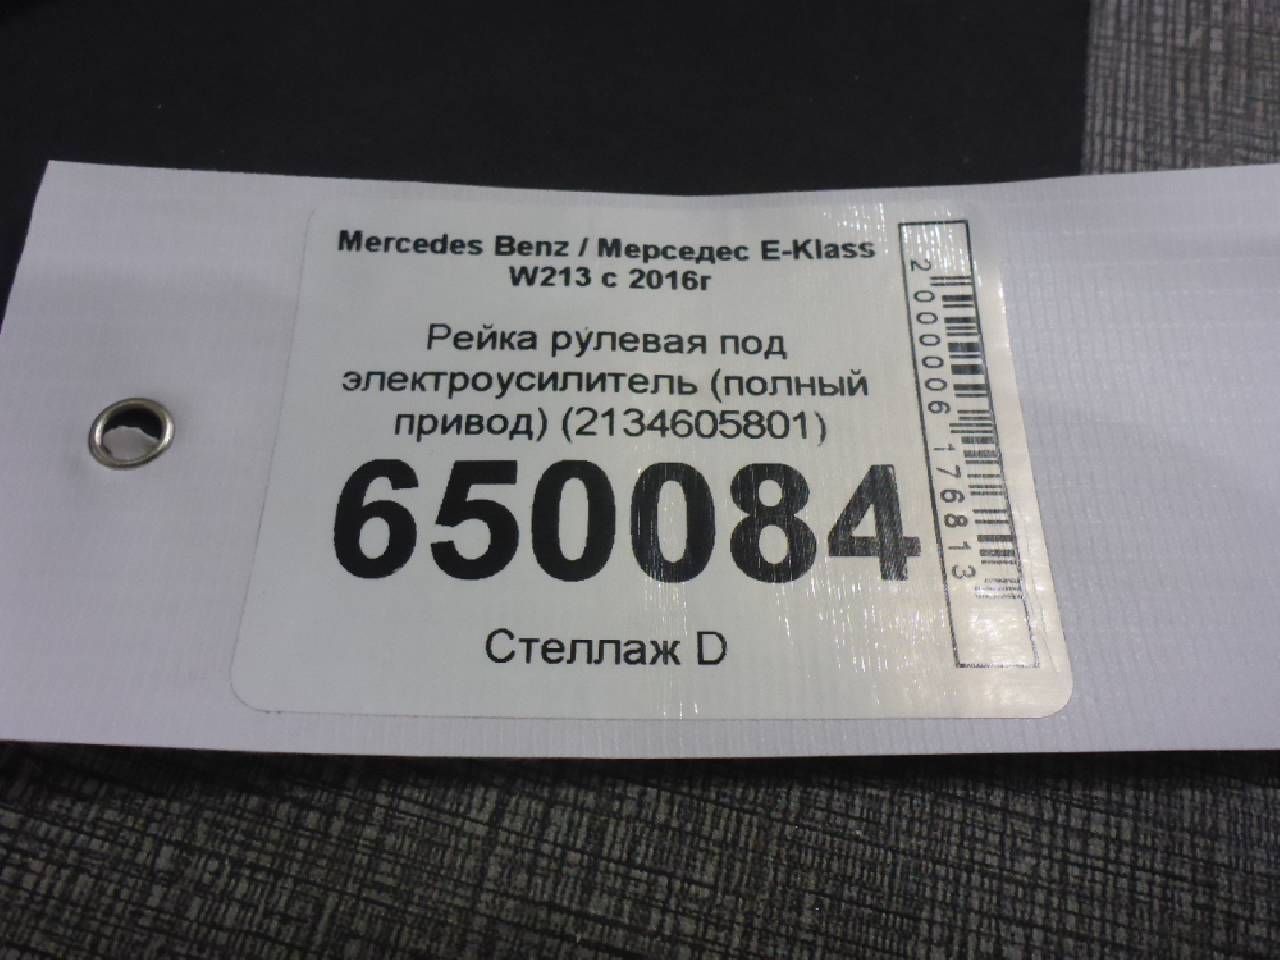 Mercedes Benz / Мерседес E-Klass
W213 с 2016г
Рейка рулевая под
электроусилитель (полный
привод) (2134605801)
650084
Стеллаж D
2000006176813